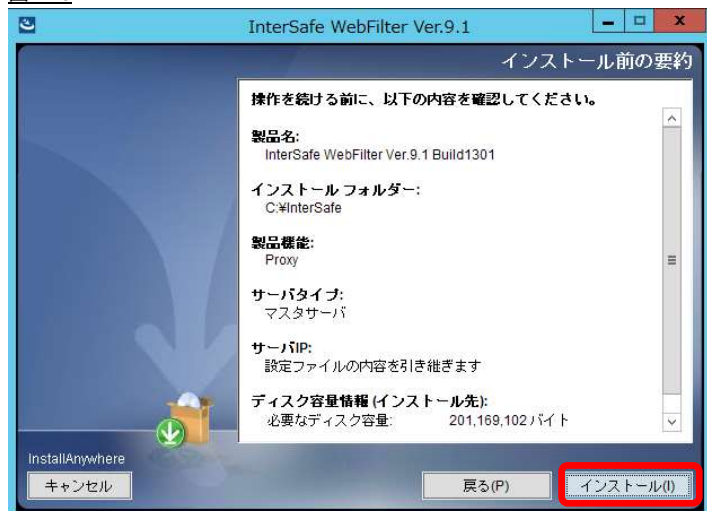 InterSafe WebFilter Ver.9.1
インストール前の要約
操作を続ける前に、以下の内容を確認してください。
製品名:
InterSafe WebFilter Ver.9.1 Build1301
インストール フォルダー:
C:¥InterSafe
製品機能:
Proxy
サーバタイプ:
マスタサーバ
サーバIP:
設定ファイルの内容を引き継ぎます
ディスク容量情報 (インストール先):
必要なディスク容量: 201,169,102 バイト
InstallAnywhere
キャンセル
戻る(P)
インストール(I)